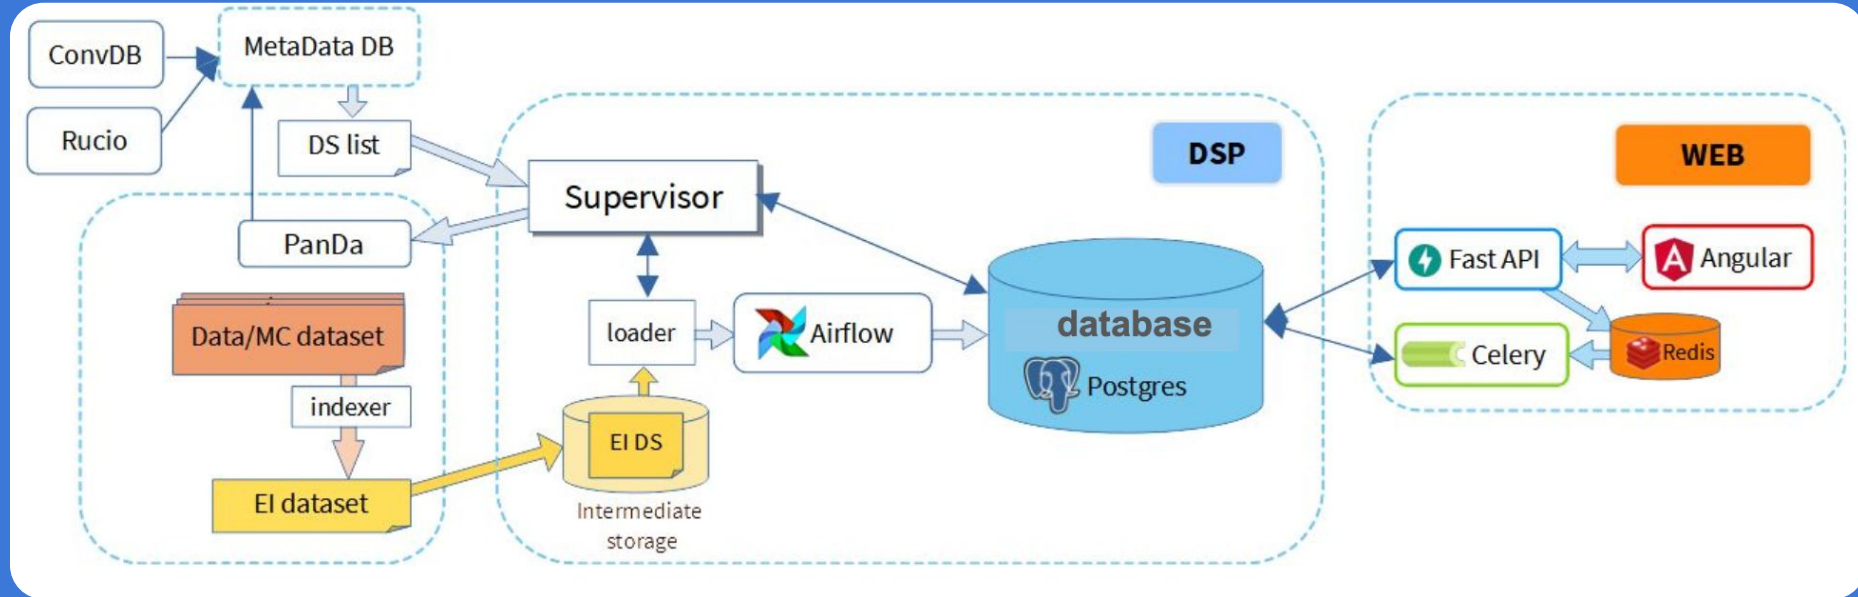 ConvDB
MetaData DB
Rucio
DS list
DSP
WEB
Supervisor
PanDa
Fast API
Angular
Data/MC dataset
loader
Airflow
database
Postgres
Celery
Redis
indexer
EI DS
EI dataset
Intermediate
storage